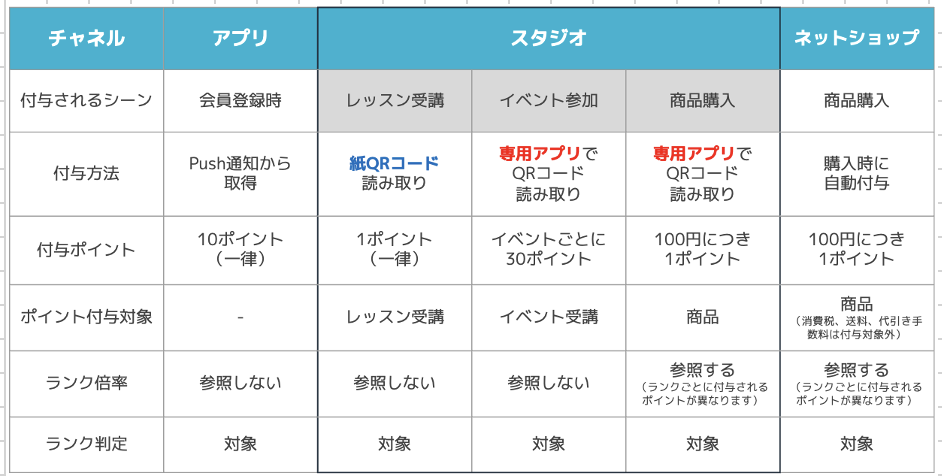 チャネル
アプリ
スタジオ
ネットショップ
付与されるシーン
会員登録時
レッスン受講
イベント参加
商品購入
商品購入
付与方法
Push通知から
取得
紙QRコード
読み取り
専用アプリで
QRコード
読み取り
専用アプリで
QRコード
読み取り
購入時に
自動付与
付与ポイント
10ポイント
（一律）
1ポイント
（一律）
イベントごとに
30ポイント
100円につき
1ポイント
100円につき
1ポイント
ポイント付与対象
-
レッスン受講
イベント受講
商品
商品
（消費税、送料、代引き手
数料は付与対象外）
ランク倍率
参照しない
参照しない
参照しない
参照する
（ランクごとに付与される
ポイントが異なります）
参照する
（ランクごとに付与される
ポイントが異なります）
ランク判定
対象
対象
対象
対象
対象